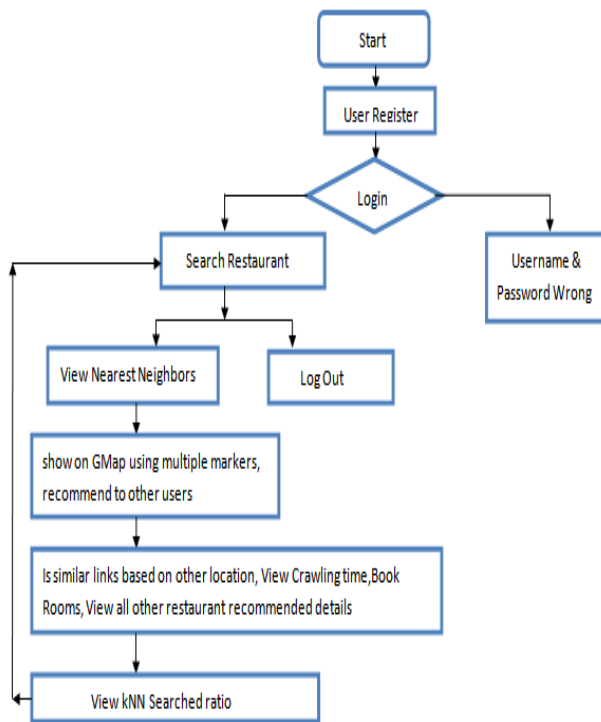 Start
User Register
Login
Search Restaurant
Username &
Password Wrong
View Nearest Neighbors
Log Out
show on GMap using multiple markers,
recommend to other users
Is similar links based on other location, View Crawling time,Book
Rooms, View all other restaurant recommended details
View kNN Searched ratio